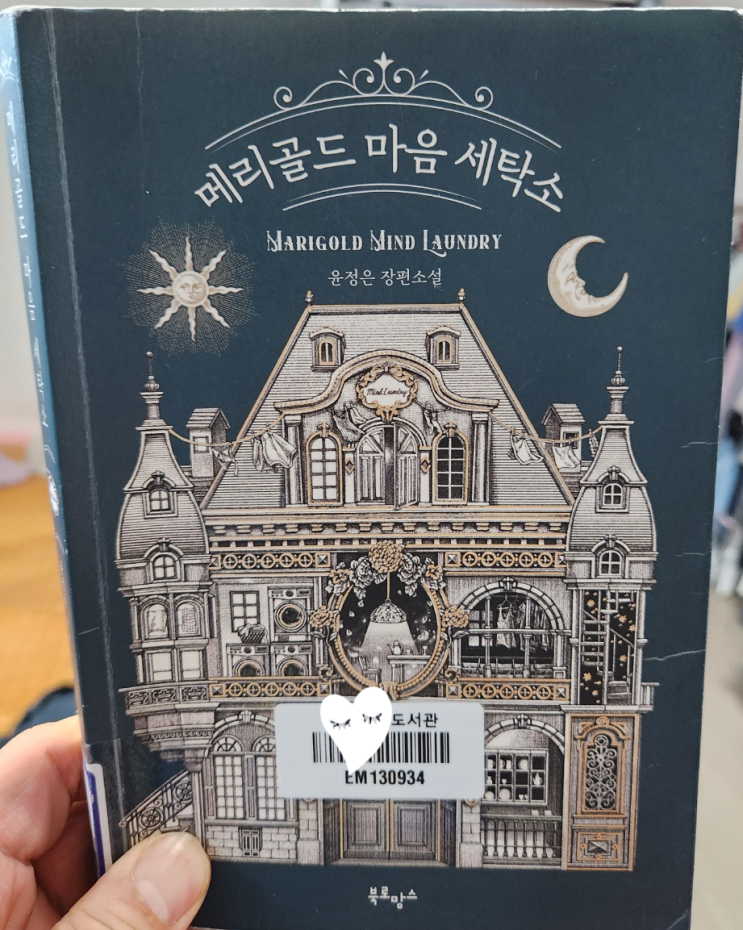 메리골드 마음 세탁소
MARIGOLD MIND LAUNDRY
윤정은 장편소설
Mind Laundry
도서관
EM130934
북로망스